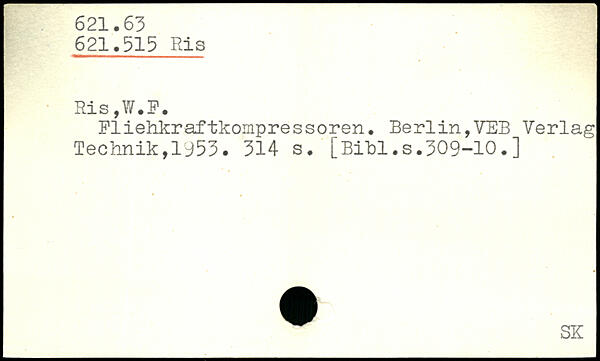 621.63
621.515 Ris
Ris,W.F.
Fliehkraftkompressoren. Berlin,VEB Verlag
Technik,1953. 314 s. [Bibl.s.309-10.]
SK